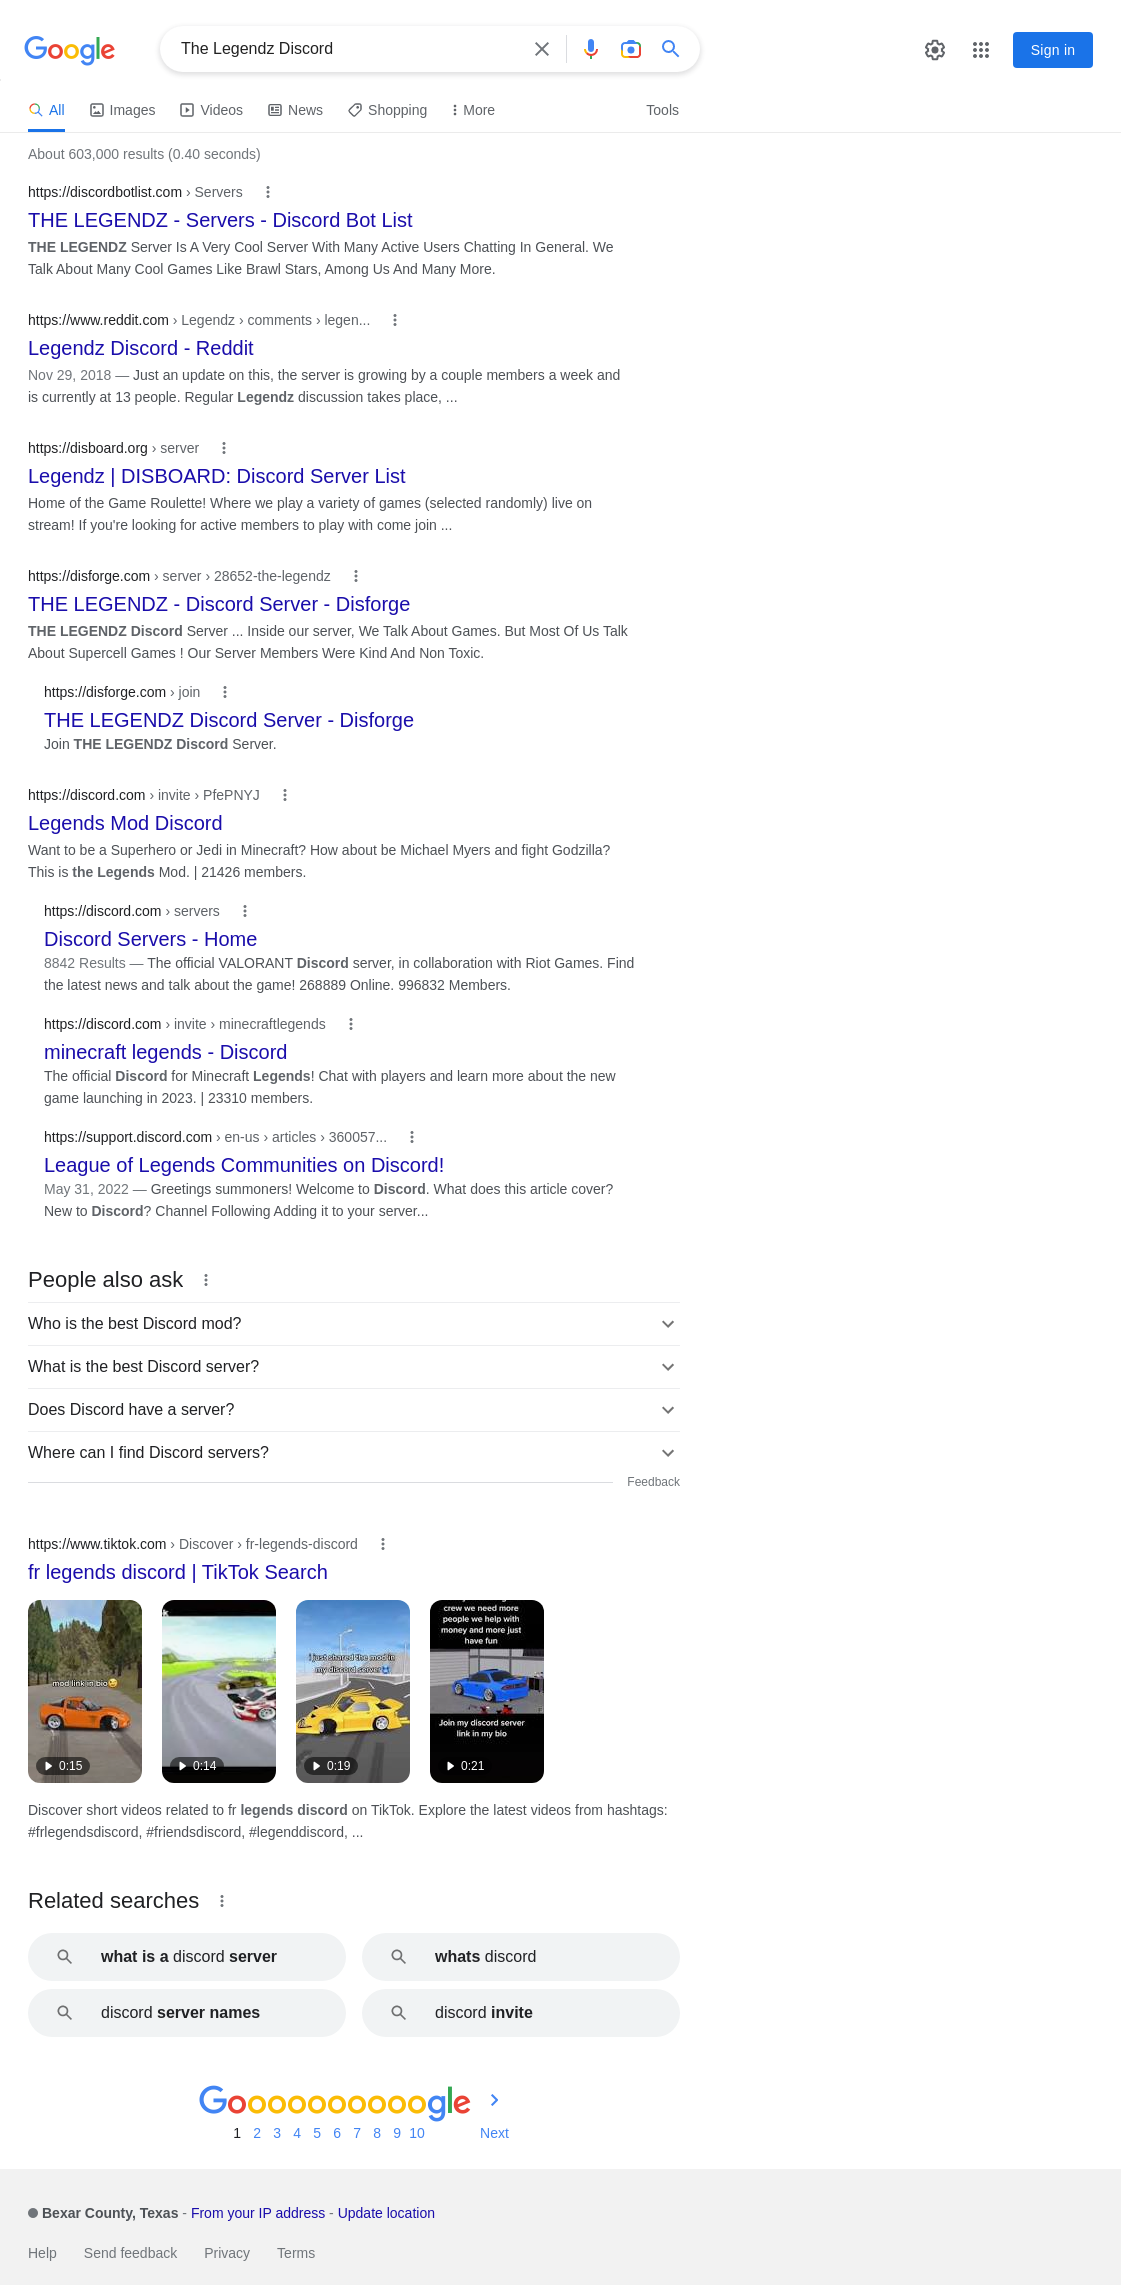 Google
The Legendz Discord
Sign in
All
Images
Videos
News
Shopping
More
Tools
About 603,000 results (0.40 seconds)
https://discordbotlist.com › Servers
THE LEGENDZ - Servers - Discord Bot List
THE LEGENDZ Server Is A Very Cool Server With Many Active Users Chatting In General. We
Talk About Many Cool Games Like Brawl Stars, Among Us And Many More.
https://www.reddit.com › Legendz › comments › legen...
Legendz Discord - Reddit
Nov 29, 2018 — Just an update on this, the server is growing by a couple members a week and
is currently at 13 people. Regular Legendz discussion takes place, ...
https://disboard.org › server
Legendz | DISBOARD: Discord Server List
Home of the Game Roulette! Where we play a variety of games (selected randomly) live on
stream! If you're looking for active members to play with come join ...
https://disforge.com › server › 28652-the-legendz
THE LEGENDZ - Discord Server - Disforge
THE LEGENDZ Discord Server ... Inside our server, We Talk About Games. But Most Of Us Talk
About Supercell Games ! Our Server Members Were Kind And Non Toxic.
https://disforge.com › join
THE LEGENDZ Discord Server - Disforge
Join THE LEGENDZ Discord Server.
https://discord.com › invite › PfePNYJ
Legends Mod Discord
Want to be a Superhero or Jedi in Minecraft? How about be Michael Myers and fight Godzilla?
This is the Legends Mod. | 21426 members.
https://discord.com › servers
Discord Servers - Home
8842 Results — The official VALORANT Discord server, in collaboration with Riot Games. Find
the latest news and talk about the game! 268889 Online. 996832 Members.
https://discord.com › invite › minecraftlegends
minecraft legends - Discord
The official Discord for Minecraft Legends! Chat with players and learn more about the new
game launching in 2023. | 23310 members.
https://support.discord.com › en-us › articles › 360057...
League of Legends Communities on Discord!
May 31, 2022 — Greetings summoners! Welcome to Discord. What does this article cover?
New to Discord? Channel Following Adding it to your server...
People also ask
Who is the best Discord mod?
What is the best Discord server?
Does Discord have a server?
Where can I find Discord servers?
Feedback
https://www.tiktok.com › Discover › fr-legends-discord
fr legends discord | TikTok Search
mod link in bio
0:15
0:14
i just shared the mod in
my discord server
0:19
crew we need more
people we help with
money and more just
have fun
Join my discord server
link in my bio
0:21
Discover short videos related to fr legends discord on TikTok. Explore the latest videos from hashtags:
#frlegendsdiscord, #friendsdiscord, #legenddiscord, ...
Related searches
what is a discord server
whats discord
discord server names
discord invite
Goooooooooogle
1 2 3 4 5 6 7 8 9 10 Next
Bexar County, Texas - From your IP address - Update location
Help Send feedback Privacy Terms